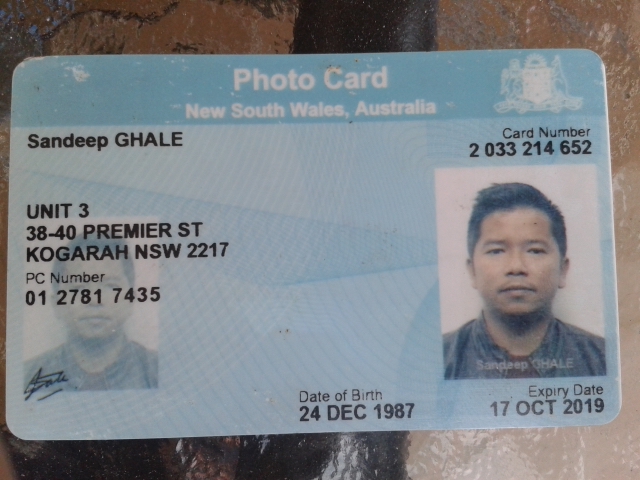 Photo Card
New South Wales, Australia
Sandeep GHALE
Card Number
2 033 214 652
UNIT 3
38-40 PREMIER ST
KOGARAH NSW 2217
PC Number
01 2781 7435
Sandeep GHALE
Date of Birth
24 DEC 1987
Expiry Date
17 OCT 2019